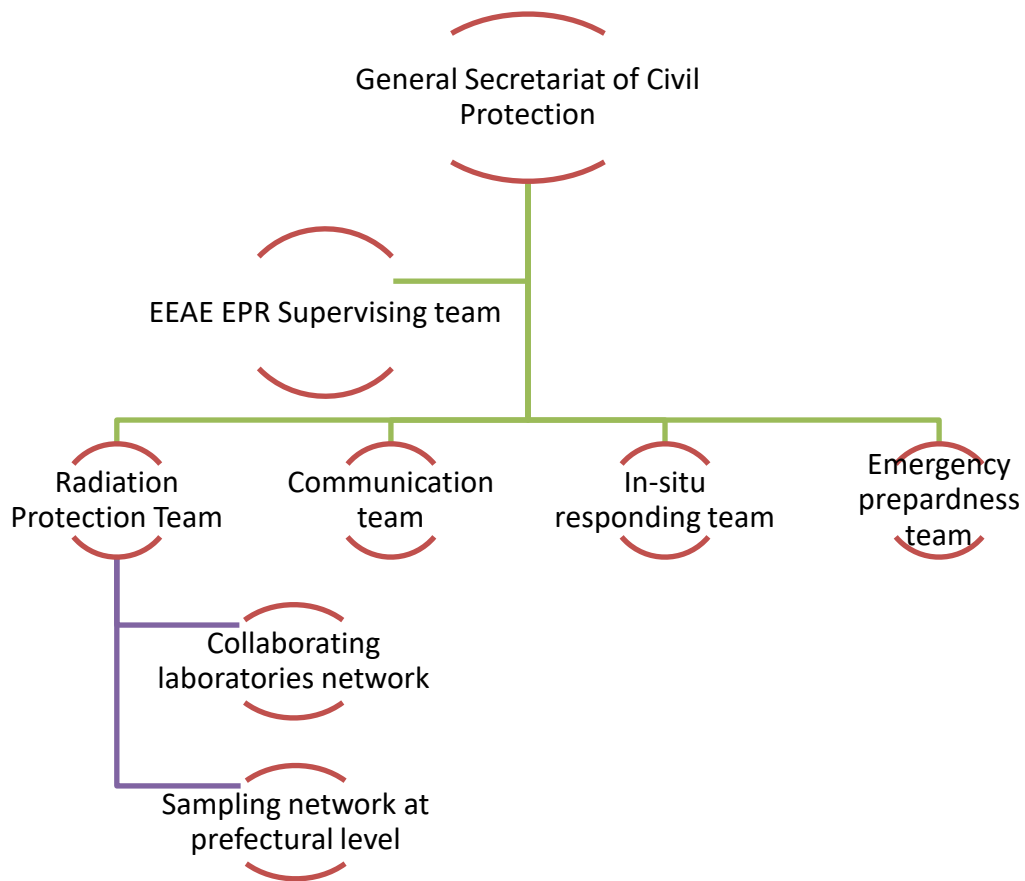 General Secretariat of Civil
Protection
EEAE EPR Supervising team
Radiation
Protection Team
Communication
team
In-situ
responding team
Emergency
prepardness
team
Collaborating
laboratories network
Sampling network at
prefectural level